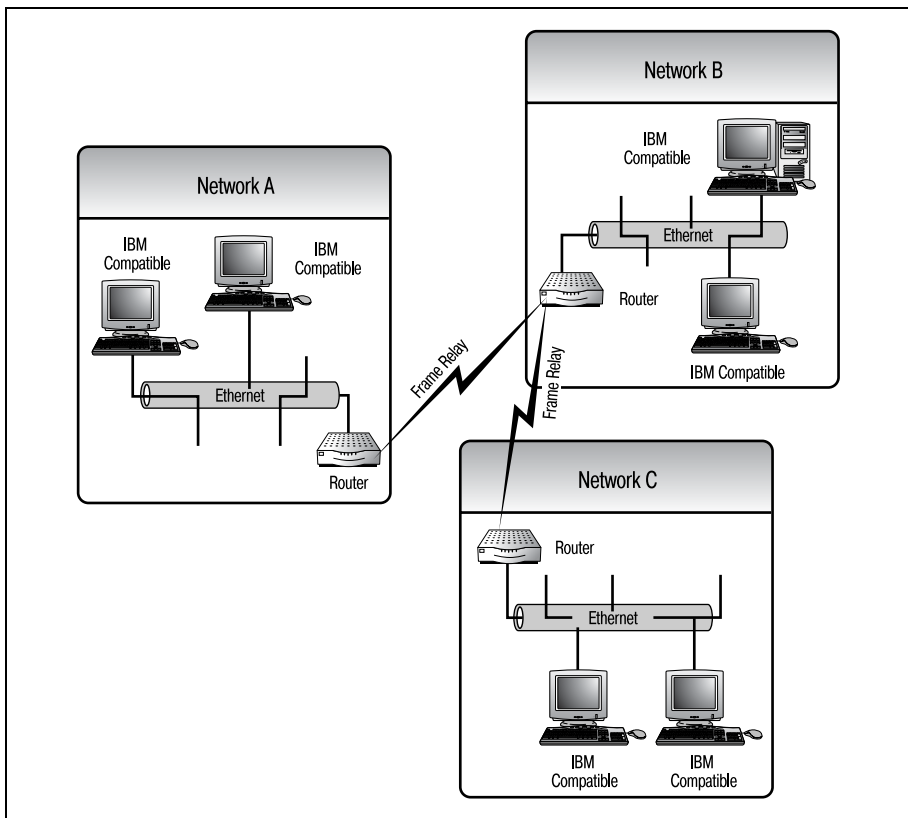 Network B
IBM
Compatible
Ethernet
Router
IBM Compatible
Network A
IBM
Compatible
IBM
Compatible
Ethernet
Router
Frame Relay
Frame Relay
Network C
Router
Ethernet
IBM
Compatible
IBM
Compatible